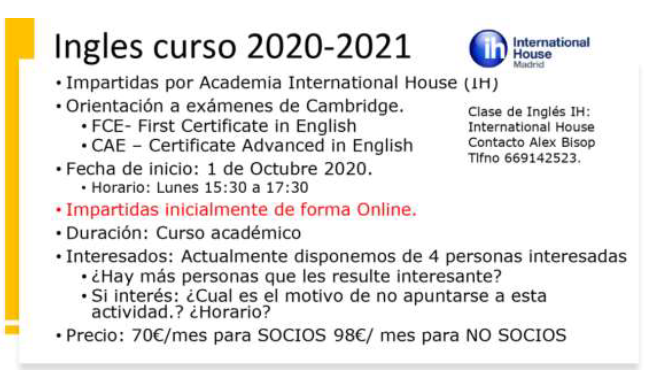 Ingles curso 2020-2021
ih
International
House
Madrid
• Impartidas por Academia International House (IH)
• Orientación a exámenes de Cambridge.
• FCE- First Certificate in English
• CAE – Certificate Advanced in English
Clase de Inglés IH:
International House
Contacto Alex Bisop
Tlfno 669142523.
• Fecha de inicio: 1 de Octubre 2020.
• Horario: Lunes 15:30 a 17:30
• Impartidas inicialmente de forma Online.
• Duración: Curso académico
• Interesados: Actualmente disponemos de 4 personas interesadas
• ¿Hay más personas que les resulte interesante?
• Si interés: ¿Cual es el motivo de no apuntarse a esta
actividad.? ¿Horario?
• Precio: 70€/mes para SOCIOS 98€/ mes para NO SOCIOS